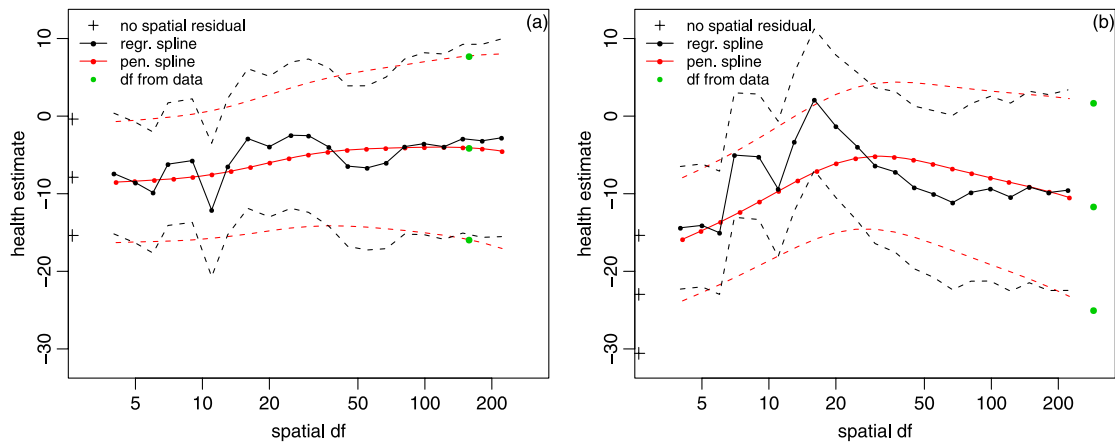 (a)
no spatial residual
regr. spline
pen. spline
df from data
health estimate
10
0
−10
−20
−30
5 10 20 50 100 200
spatial df
(b)
no spatial residual
regr. spline
pen. spline
df from data
health estimate
10
0
−10
−20
−30
5 10 20 50 100 200
spatial df